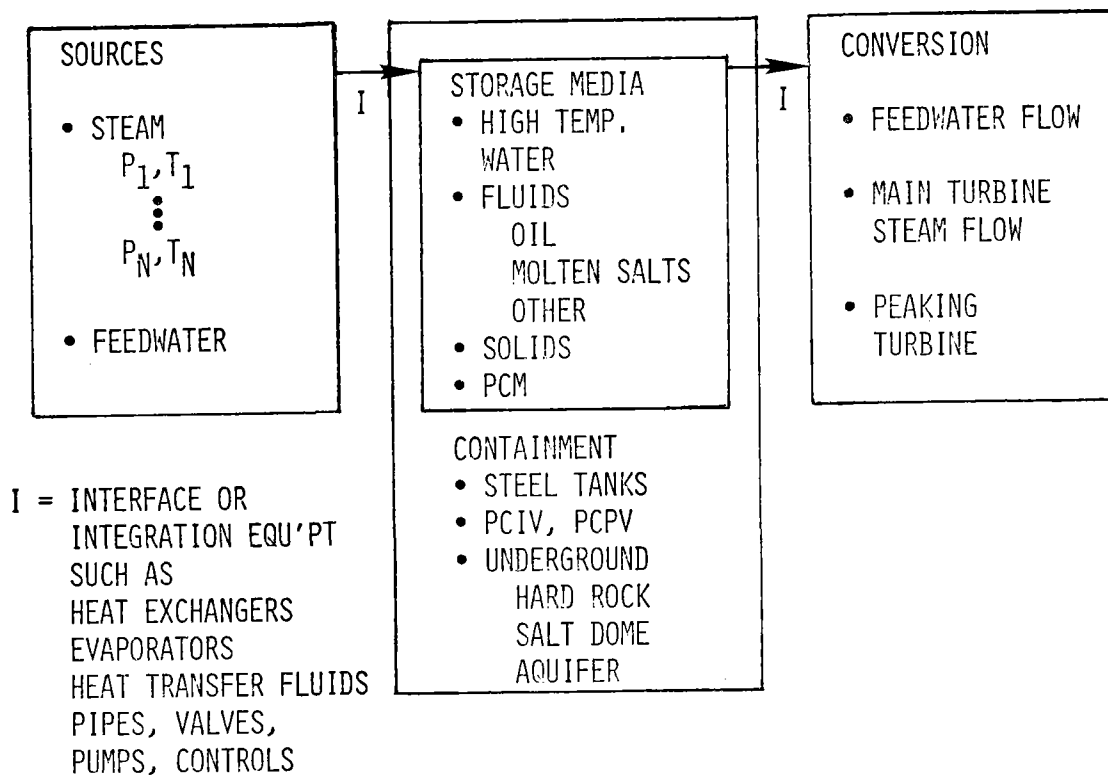 SOURCES
• STEAM
P1,T1
⋮
PN,TN
• FEEDWATER
I
STORAGE MEDIA
• HIGH TEMP.
WATER
• FLUIDS
OIL
MOLTEN SALTS
OTHER
• SOLIDS
• PCM
CONTAINMENT
• STEEL TANKS
• PCIV, PCPV
• UNDERGROUND
HARD ROCK
SALT DOME
AQUIFER
I
CONVERSION
• FEEDWATER FLOW
• MAIN TURBINE
STEAM FLOW
• PEAKING
TURBINE
I = INTERFACE OR
INTEGRATION EQU'PT
SUCH AS
HEAT EXCHANGERS
EVAPORATORS
HEAT TRANSFER FLUIDS
PIPES, VALVES,
PUMPS, CONTROLS